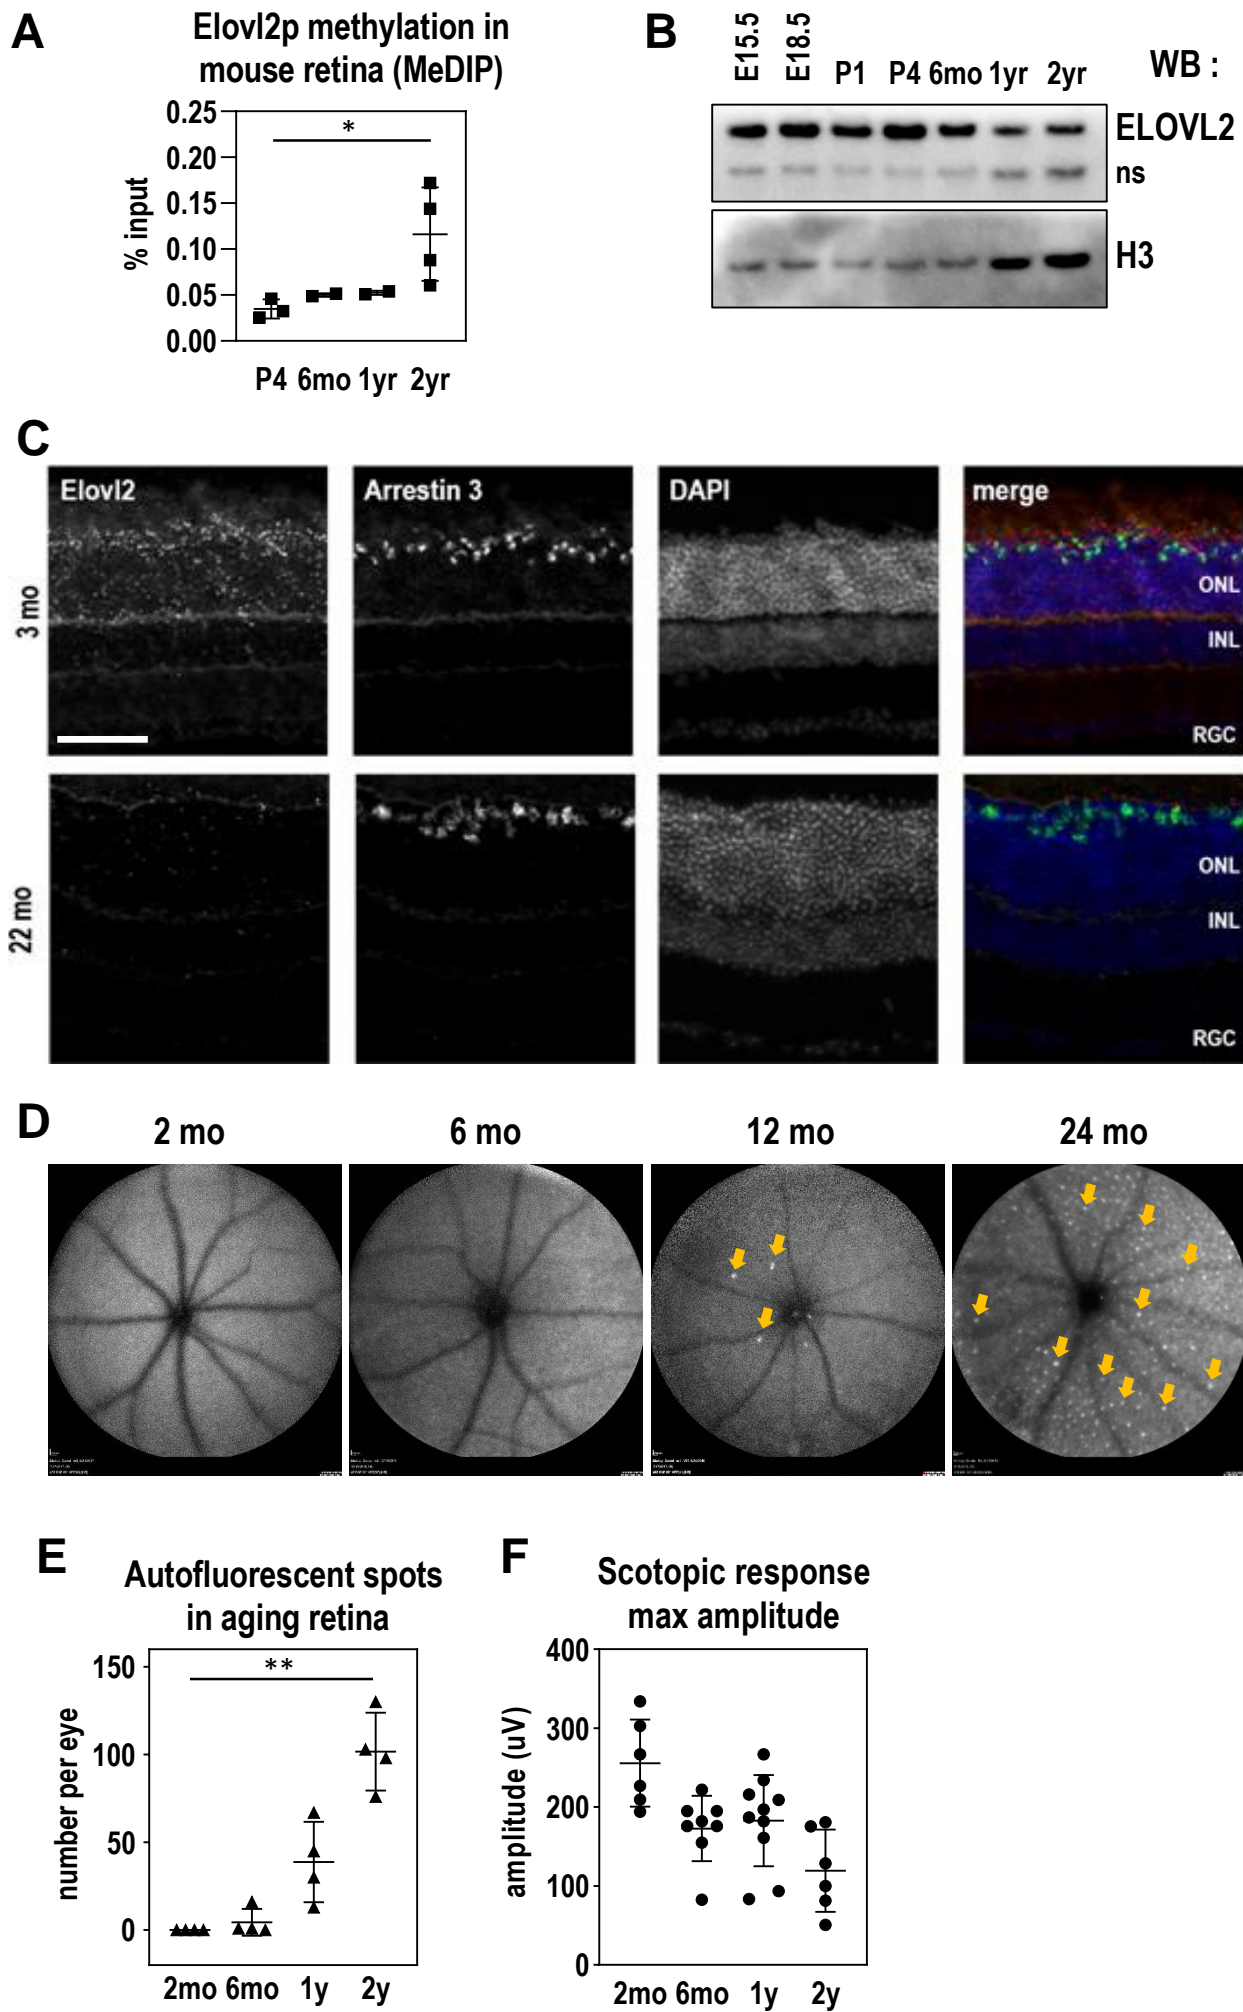 A
Elovl2p methylation in
mouse retina (MeDIP)
0.25
0.20
0.15
0.10
0.05
0.00
% input
*
P4 6mo 1yr 2yr
B
E15.5 E18.5 P1 P4 6mo 1yr 2yr WB :
ELOVL2
ns
H3
C
Elovl2 Arrestin 3 DAPI merge
3 mo
ONL
INL
RGC
22 mo
ONL
INL
RGC
D
2 mo 6 mo 12 mo 24 mo
E
Autofluorescent spots
in aging retina
150
100
50
0
number per eye
**
2mo 6mo 1y 2y
F
Scotopic response
max amplitude
400
300
200
100
0
amplitude (uV)
2mo 6mo 1y 2y